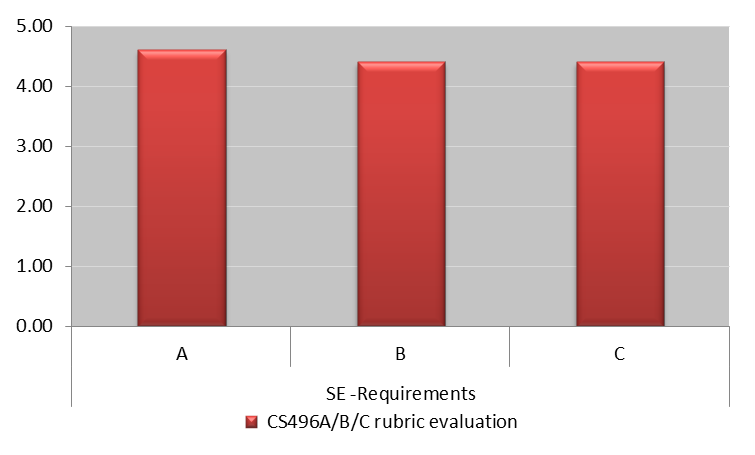 5.00
4.00
3.00
2.00
1.00
0.00
A B C
SE -Requirements
CS496A/B/C rubric evaluation